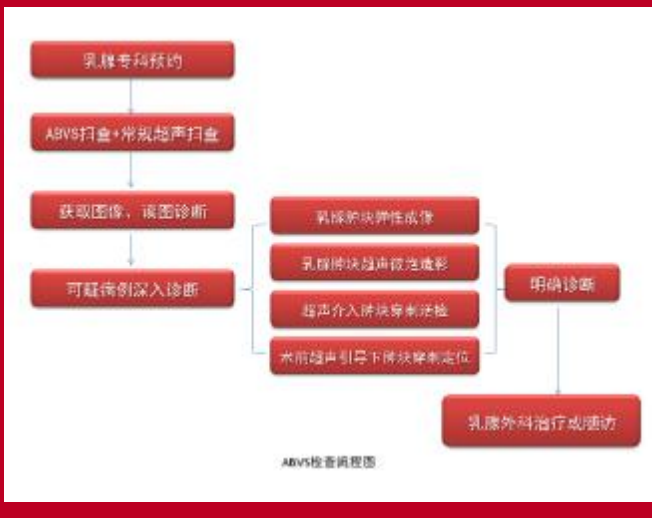 乳腺专科预约
ABVS扫查+常规超声扫查
获取图像、读图诊断
可疑病例深入诊断
乳腺肿块弹性成像
乳腺肿块超声微泡造影
超声介入肿块穿刺活检
术前超声引导下肿块穿刺定位
明确诊断
乳腺外科治疗或随访
ABVS检查流程图